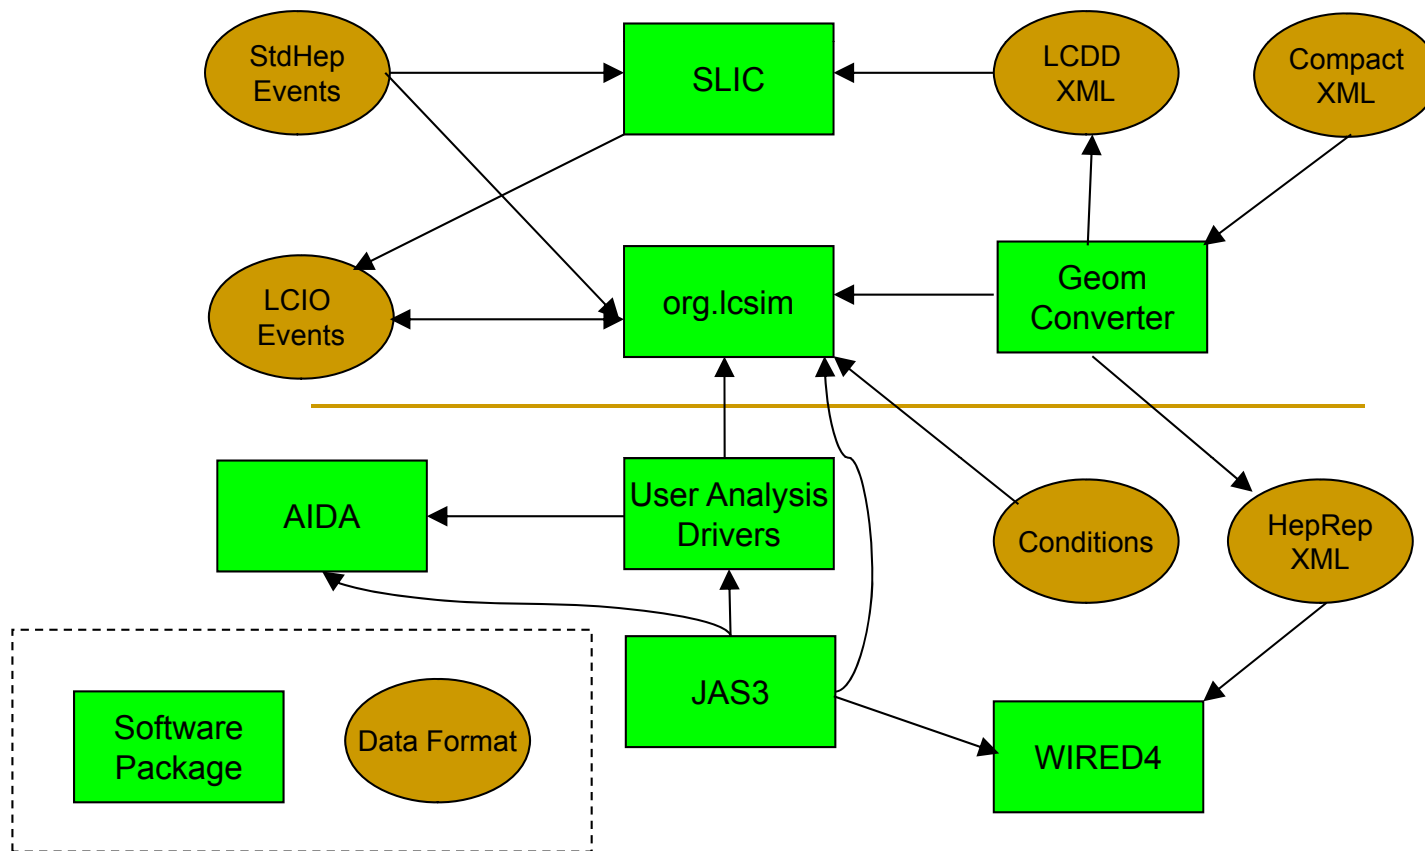 StdHep
Events
SLIC
LCDD
XML
Compact
XML
LCIO
Events
org.lcsim
Geom
Converter
AIDA
User Analysis
Drivers
Conditions
HepRep
XML
JAS3
WIRED4
Software
Package
Data Format